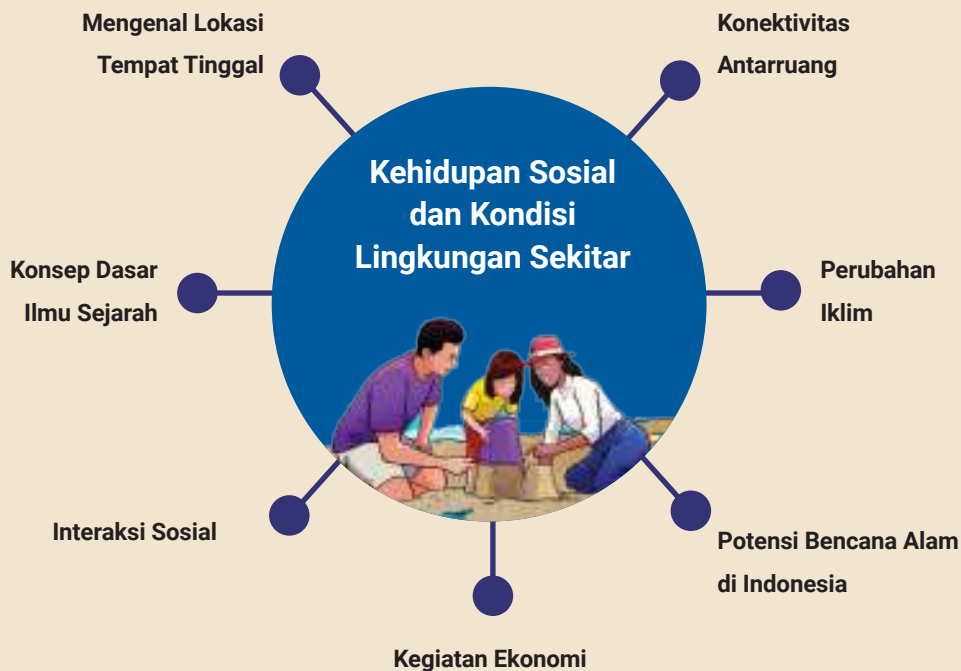 Mengenal Lokasi
Tempat Tinggal
Konektivitas
Antarruang
Kehidupan Sosial
dan Kondisi
Lingkungan Sekitar
Konsep Dasar
Ilmu Sejarah
Perubahan
Iklim
Interaksi Sosial
Potensi Bencana Alam
di Indonesia
Kegiatan Ekonomi